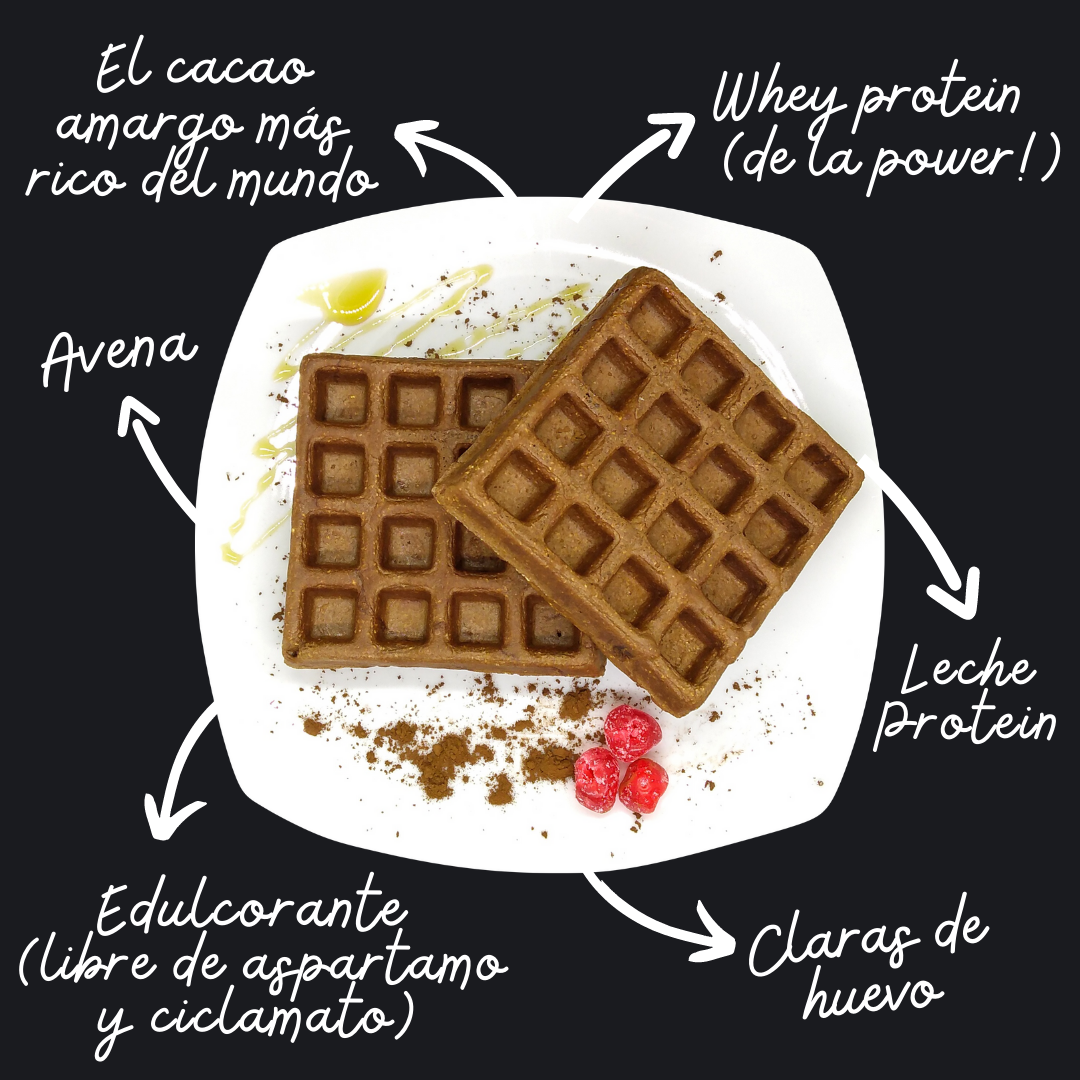 El cacao
amargo más
rico del mundo
Whey protein
(de la power!)
Avena
Leche
Protein
Edulcorante
(libre de aspartamo
y ciclamato)
Claras de
huevo